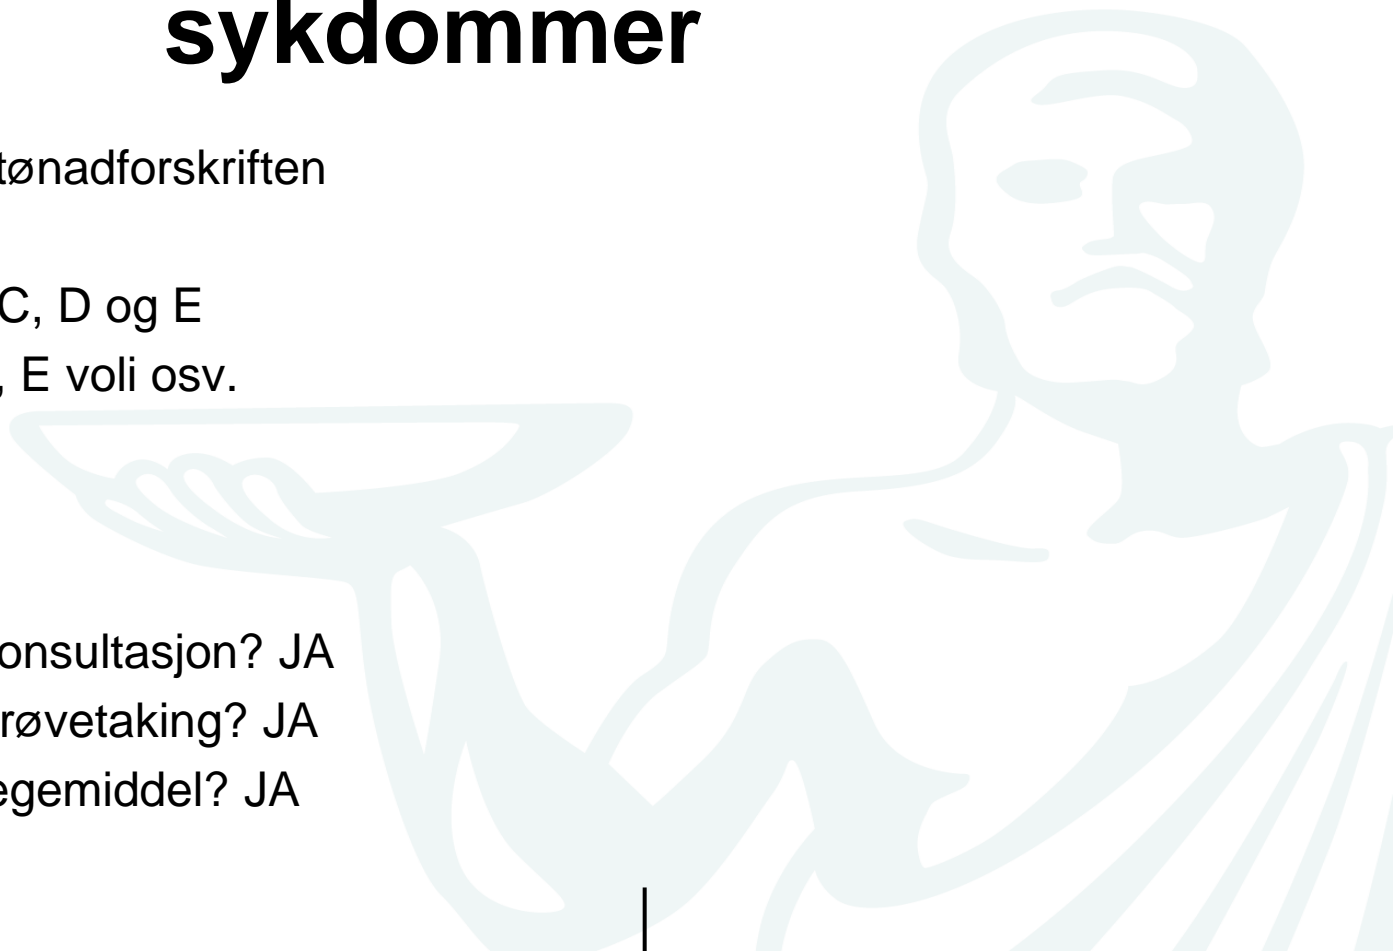 sykdommer
tønadforskriften
C, D og E
, E voli osv.
onsultasjon? JA
røvetaking? JA
egemiddel? JA